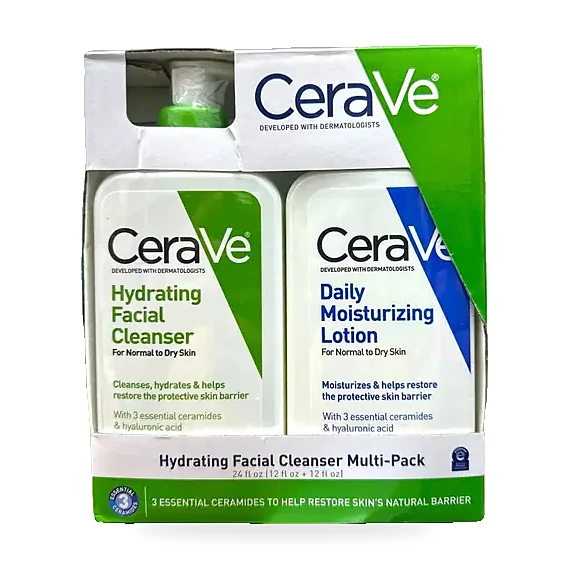 CeraVe®
DEVELOPED WITH DERMATOLOGISTS
CeraVe®
DEVELOPED WITH DERMATOLOGISTS
Hydrating
Facial
Cleanser
For Normal to Dry Skin
Cleanses, hydrates & helps
restore the protective skin barrier
With 3 essential ceramides
& hyaluronic acid
CeraVe
DEVELOPED WITH DERMATOLOGISTS
Daily
Moisturizing
Lotion
For Normal to Dry Skin
Moisturizes & helps restore
the protective skin barrier
With 3 essential ceramides
& hyaluronic acid
Hydrating Facial Cleanser Multi-Pack
24 fl oz (12 fl oz + 12 fl oz)
ESSENTIAL
3
CERAMIDES
3 ESSENTIAL CERAMIDES TO HELP RESTORE SKIN'S NATURAL BARRIER